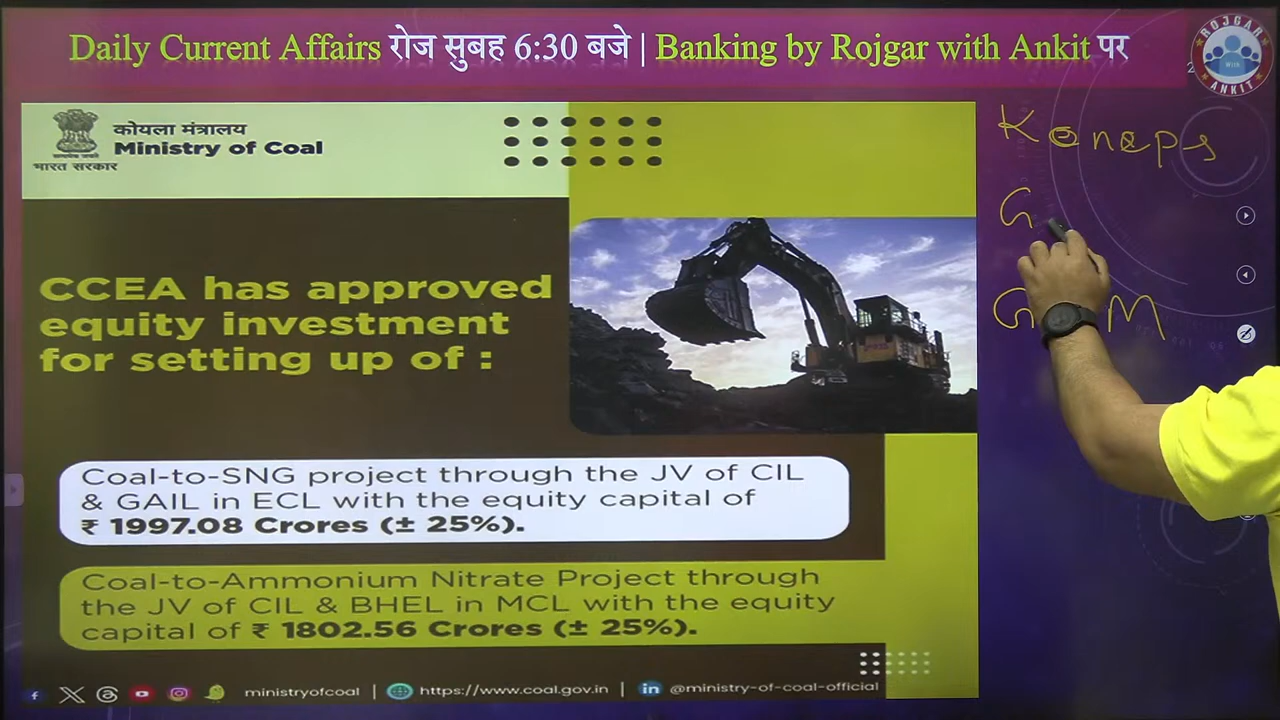 Daily Current Affairs रोज सुबह 6:30 बजे | Banking by Rojgar with Ankit पर
ROJGAR
With
ANKIT
कोयला मंत्रालय
Ministry of Coal
सत्यमेव जयते
भारत सरकार
CCEA has approved
equity investment
for setting up of :
Coal-to-SNG project through the JV of CIL
& GAIL in ECL with the equity capital of
₹ 1997.08 Crores (± 25%).
Coal-to-Ammonium Nitrate Project through
the JV of CIL & BHEL in MCL with the equity
capital of ₹ 1802.56 Crores (± 25%).
ministryofcoal | https://www.coal.gov.in | @ministry-of-coal-official
G
G M